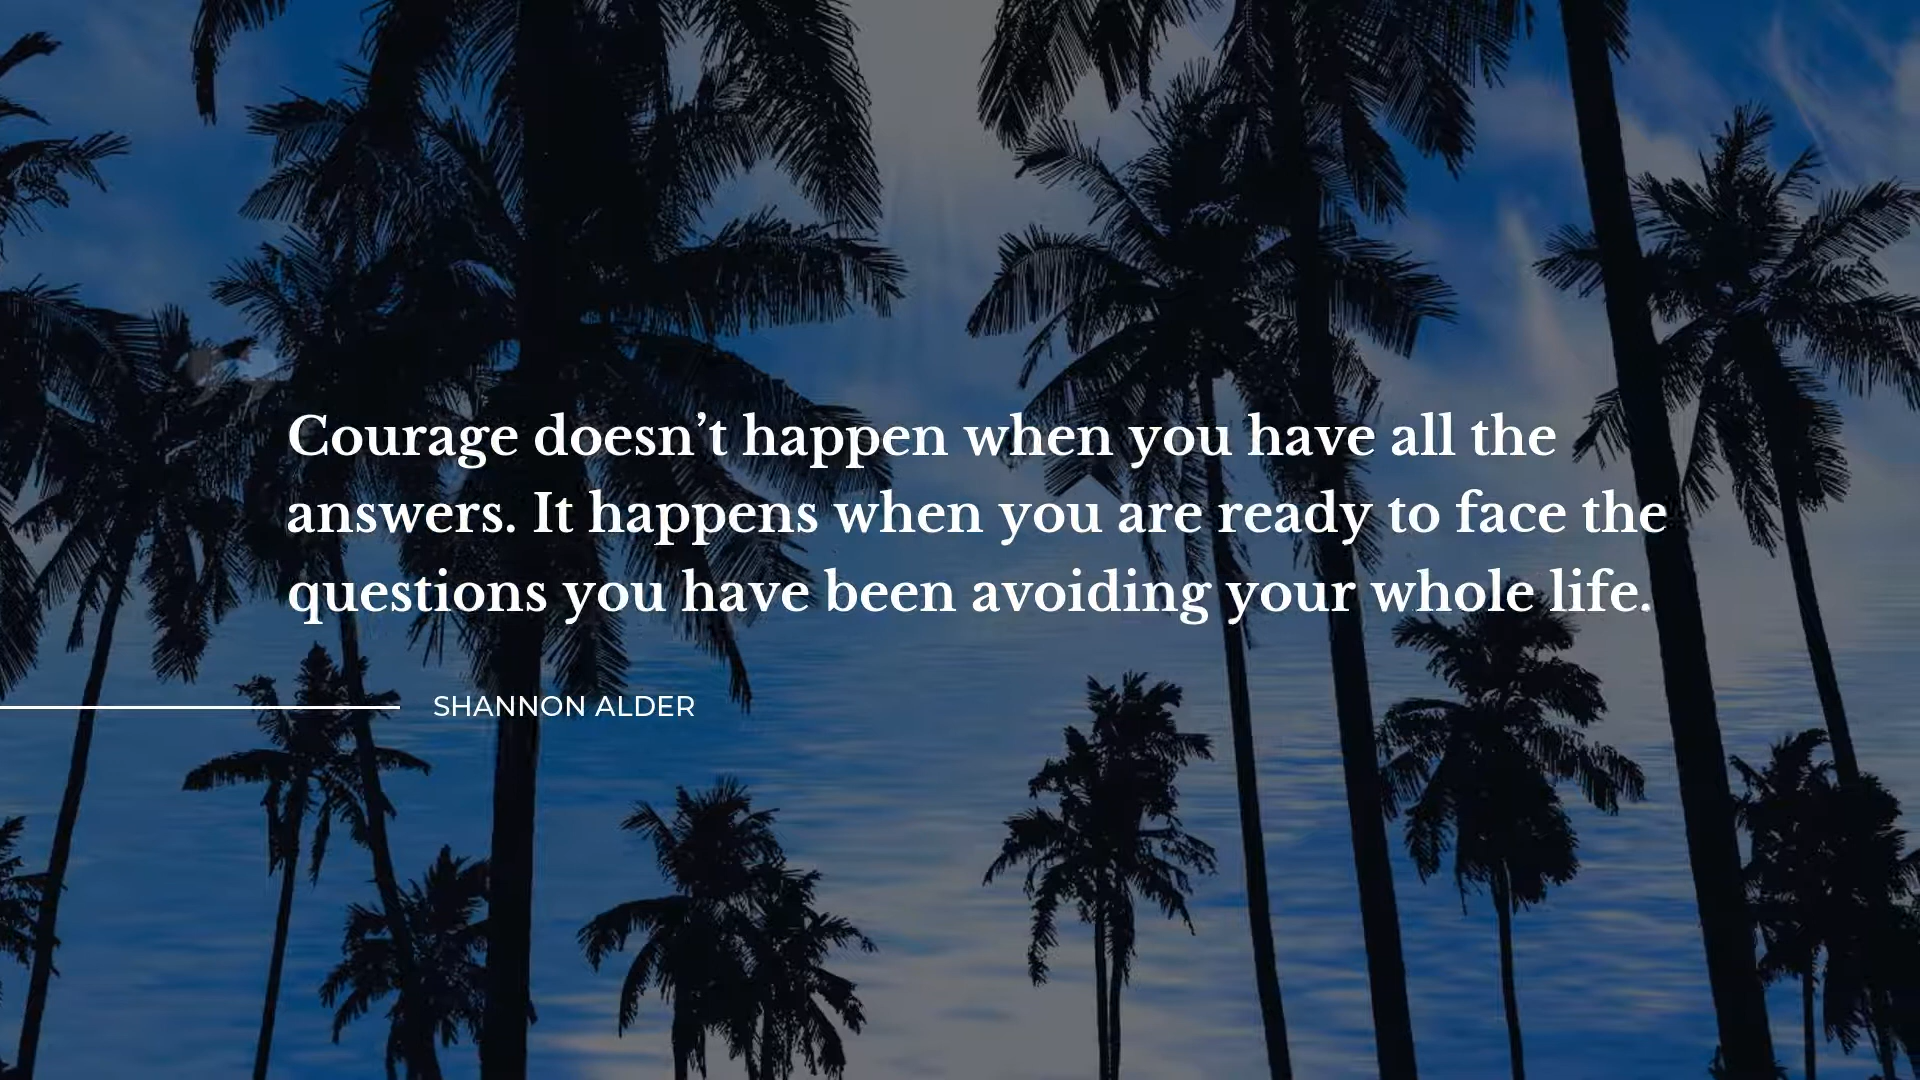 Courage doesn’t happen when you have all the
answers. It happens when you are ready to face the
questions you have been avoiding your whole life.
SHANNON ALDER